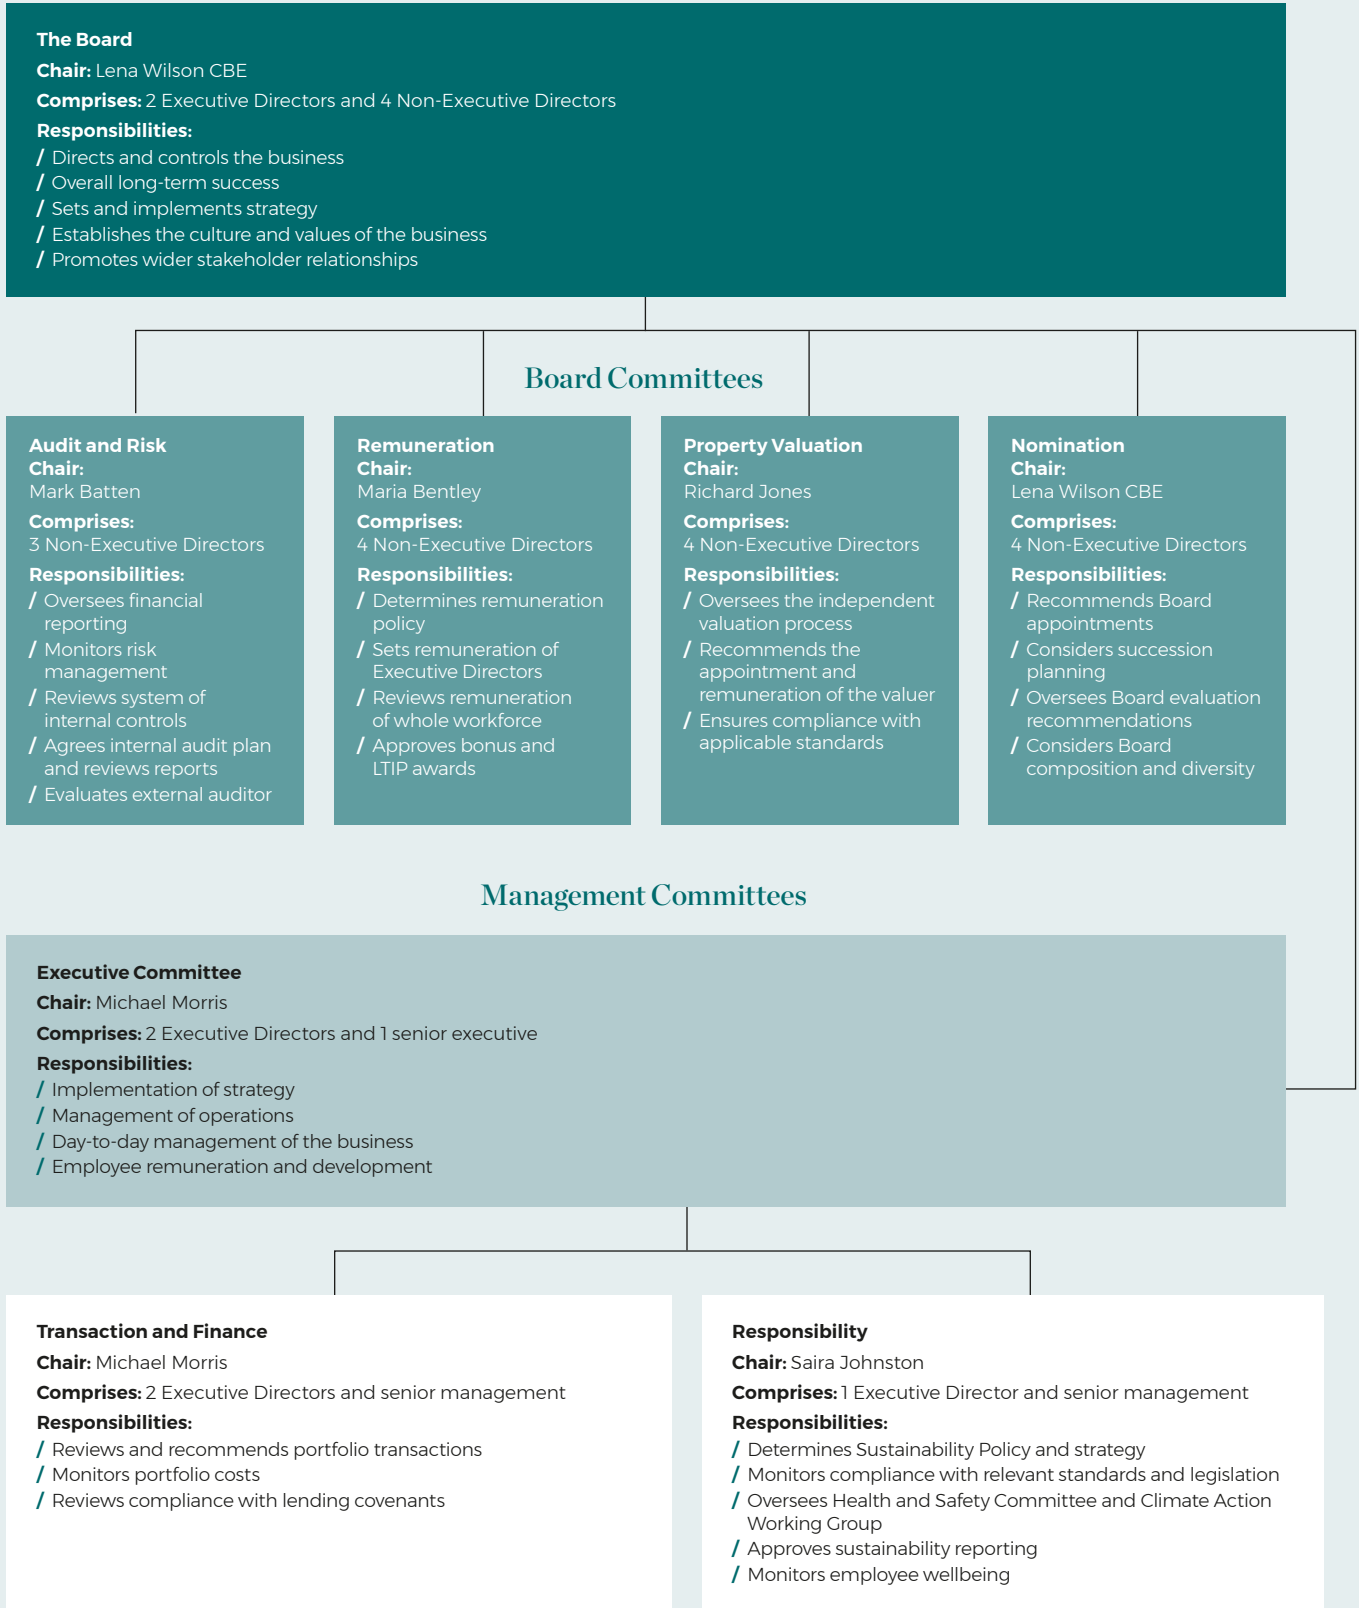 The Board
Chair: Lena Wilson CBE
Comprises: 2 Executive Directors and 4 Non-Executive Directors
Responsibilities:
/ Directs and controls the business
/ Overall long-term success
/ Sets and implements strategy
/ Establishes the culture and values of the business
/ Promotes wider stakeholder relationships
Board Committees
Audit and Risk
Chair:
Mark Batten
Comprises:
3 Non-Executive Directors
Responsibilities:
/ Oversees financial
reporting
/ Monitors risk
management
/ Reviews system of
internal controls
/ Agrees internal audit plan
and reviews reports
/ Evaluates external auditor
Remuneration
Chair:
Maria Bentley
Comprises:
4 Non-Executive Directors
Responsibilities:
/ Determines remuneration
policy
/ Sets remuneration of
Executive Directors
/ Reviews remuneration
of whole workforce
/ Approves bonus and
LTIP awards
Property Valuation
Chair:
Richard Jones
Comprises:
4 Non-Executive Directors
Responsibilities:
/ Oversees the independent
valuation process
/ Recommends the
appointment and
remuneration of the valuer
/ Ensures compliance with
applicable standards
Nomination
Chair:
Lena Wilson CBE
Comprises:
4 Non-Executive Directors
Responsibilities:
/ Recommends Board
appointments
/ Considers succession
planning
/ Oversees Board evaluation
recommendations
/ Considers Board
composition and diversity
Management Committees
Executive Committee
Chair: Michael Morris
Comprises: 2 Executive Directors and 1 senior executive
Responsibilities:
/ Implementation of strategy
/ Management of operations
/ Day-to-day management of the business
/ Employee remuneration and development
Transaction and Finance
Chair: Michael Morris
Comprises: 2 Executive Directors and senior management
Responsibilities:
/ Reviews and recommends portfolio transactions
/ Monitors portfolio costs
/ Reviews compliance with lending covenants
Responsibility
Chair: Saira Johnston
Comprises: 1 Executive Director and senior management
Responsibilities:
/ Determines Sustainability Policy and strategy
/ Monitors compliance with relevant standards and legislation
/ Oversees Health and Safety Committee and Climate Action
Working Group
/ Approves sustainability reporting
/ Monitors employee wellbeing